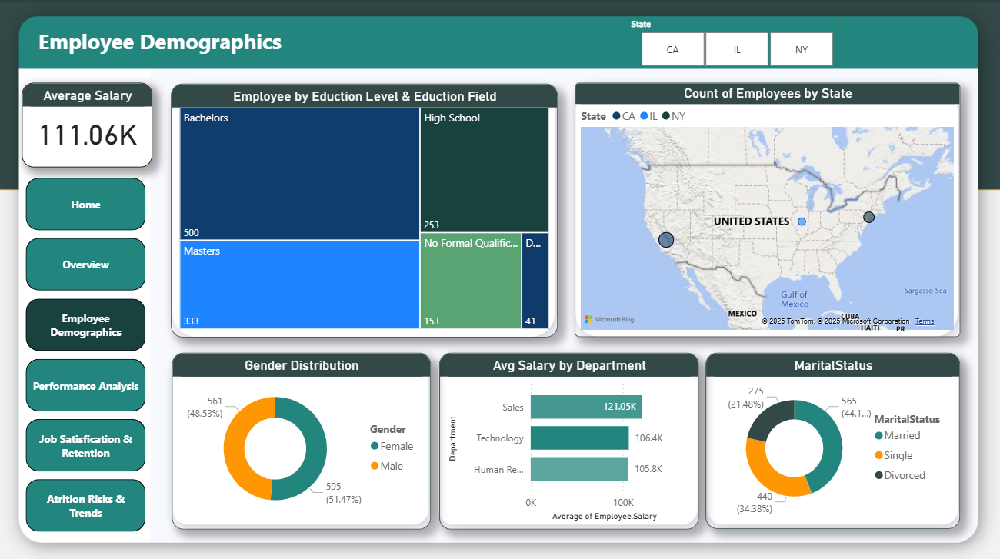 Employee Demographics
State
CA
IL
NY
Average Salary
111.06K
Home
Overview
Employee
Demographics
Performance Analysis
Job Satisfication &
Retention
Atrition Risks &
Trends
Employee by Eduction Level & Eduction Field
Bachelors
500
Masters
333
High School
253
No Formal Qualific...
153
D...
41
Count of Employees by State
State CA IL NY
UNITED STATES
Gulf of
Mexico
Sargasso Sea
MEXICO
CUBA
HAITI
PR
Microsoft Bing
© 2025 TomTom, © 2025 Microsoft Corporation Terms
Gender Distribution
561
(48.53%)
595
(51.47%)
Gender
Female
Male
Avg Salary by Department
Department
Sales
121.05K
Technology
106.4K
Human Re...
105.8K
0K
100K
Average of Employee.Salary
MaritalStatus
275
(21.48%)
565
(44.1...)
440
(34.38%)
MaritalStatus
Married
Single
Divorced